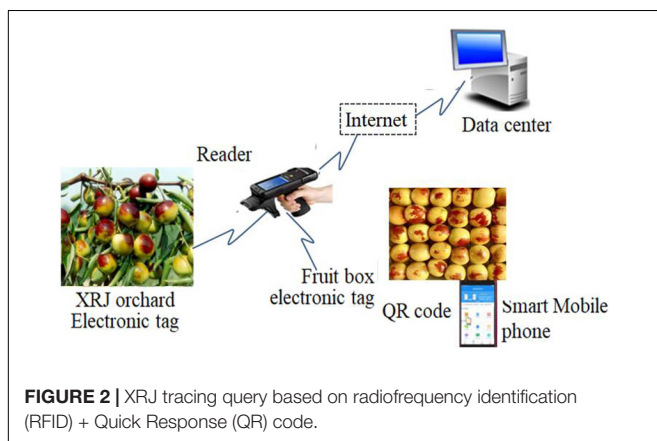 Data center
Internet
Reader
XRJ orchard
Electronic tag
Fruit box
electronic tag
QR code
Smart Mobile
phone
FIGURE 2 | XRJ tracing query based on radiofrequency identification
(RFID) + Quick Response (QR) code.